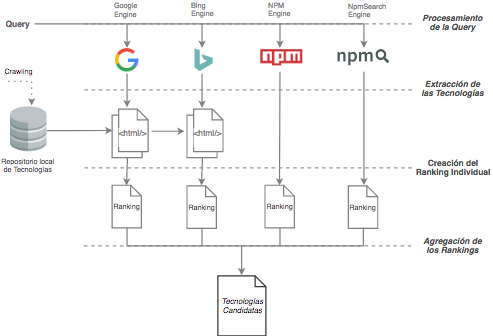 Google
Engine
Bing
Engine
NPM
Engine
NpmSearch
Engine
Query
Procesamiento
de la Query
npm
npm
Crawling
Extracción de
las Tecnologías
<html/>
<html/>
Repositorio local
de Tecnologías
Creación del
Ranking Individual
Ranking
Ranking
Ranking
Ranking
Agregación de
los Rankings
Tecnologías
Candidatas